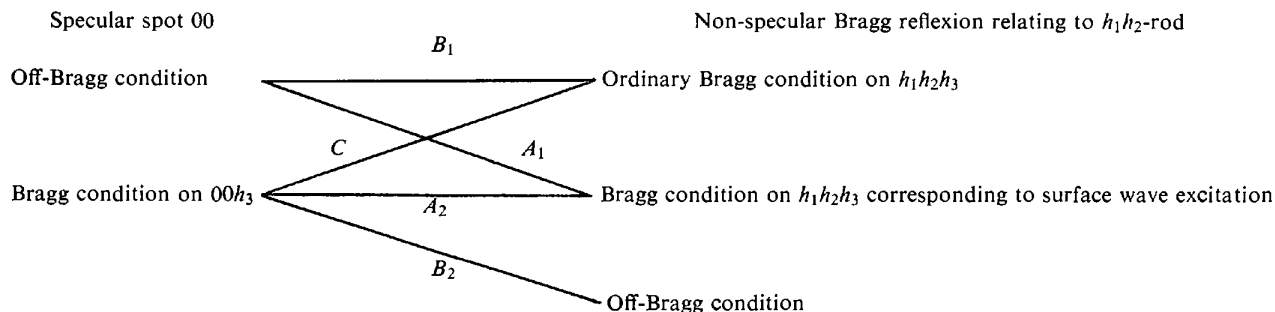 Specular spot 00
Non-specular Bragg reflexion relating to h₁h₂-rod
B₁
Off-Bragg condition
Ordinary Bragg condition on h₁h₂h₃
C
A₁
Bragg condition on 00h₃
A₂
Bragg condition on h₁h₂h₃ corresponding to surface wave excitation
B₂
Off-Bragg condition